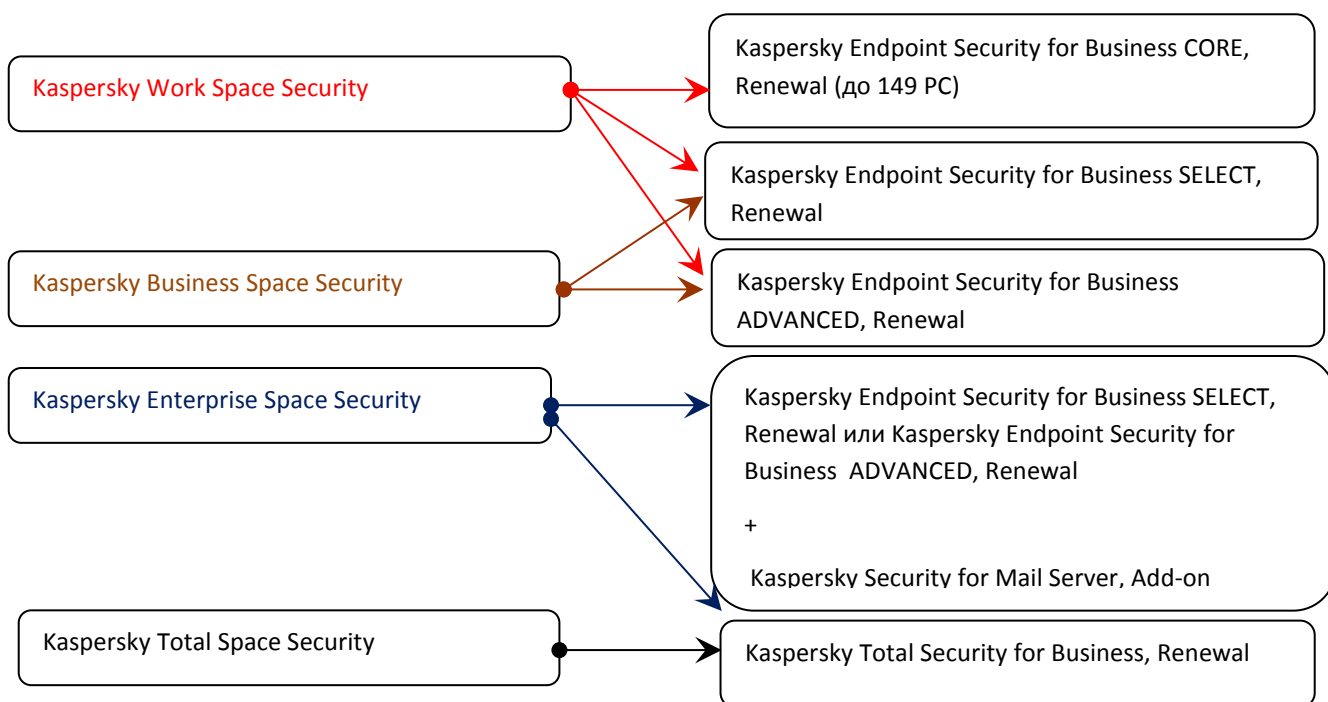 Kaspersky Work Space Security
Kaspersky Endpoint Security for Business CORE,
Renewal (до 149 PC)
Kaspersky Endpoint Security for Business SELECT,
Renewal
Kaspersky Business Space Security
Kaspersky Endpoint Security for Business
ADVANCED, Renewal
Kaspersky Enterprise Space Security
Kaspersky Endpoint Security for Business SELECT,
Renewal или Kaspersky Endpoint Security for
Business ADVANCED, Renewal
+
Kaspersky Security for Mail Server, Add-on
Kaspersky Total Space Security
Kaspersky Total Security for Business, Renewal